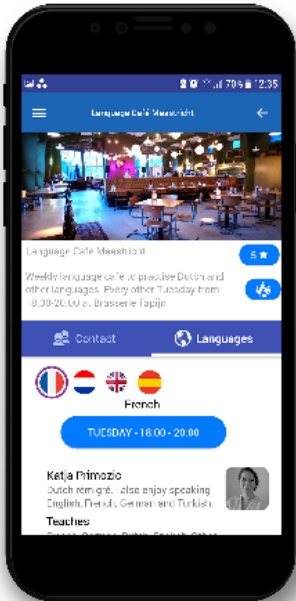 70% 12:35
Language Café Maastricht
Language Café Maastricht
5
Weekly language café to practise Dutch and
other languages. Every other Tuesday from
18.00-20.00 at Brasserie Tapijn
Contact
Languages
French
TUESDAY - 18:00 - 20:00
Katja Primozic
Dutch rémigré. I also enjoy speaking
English, French, German and Turkish.
Teaches